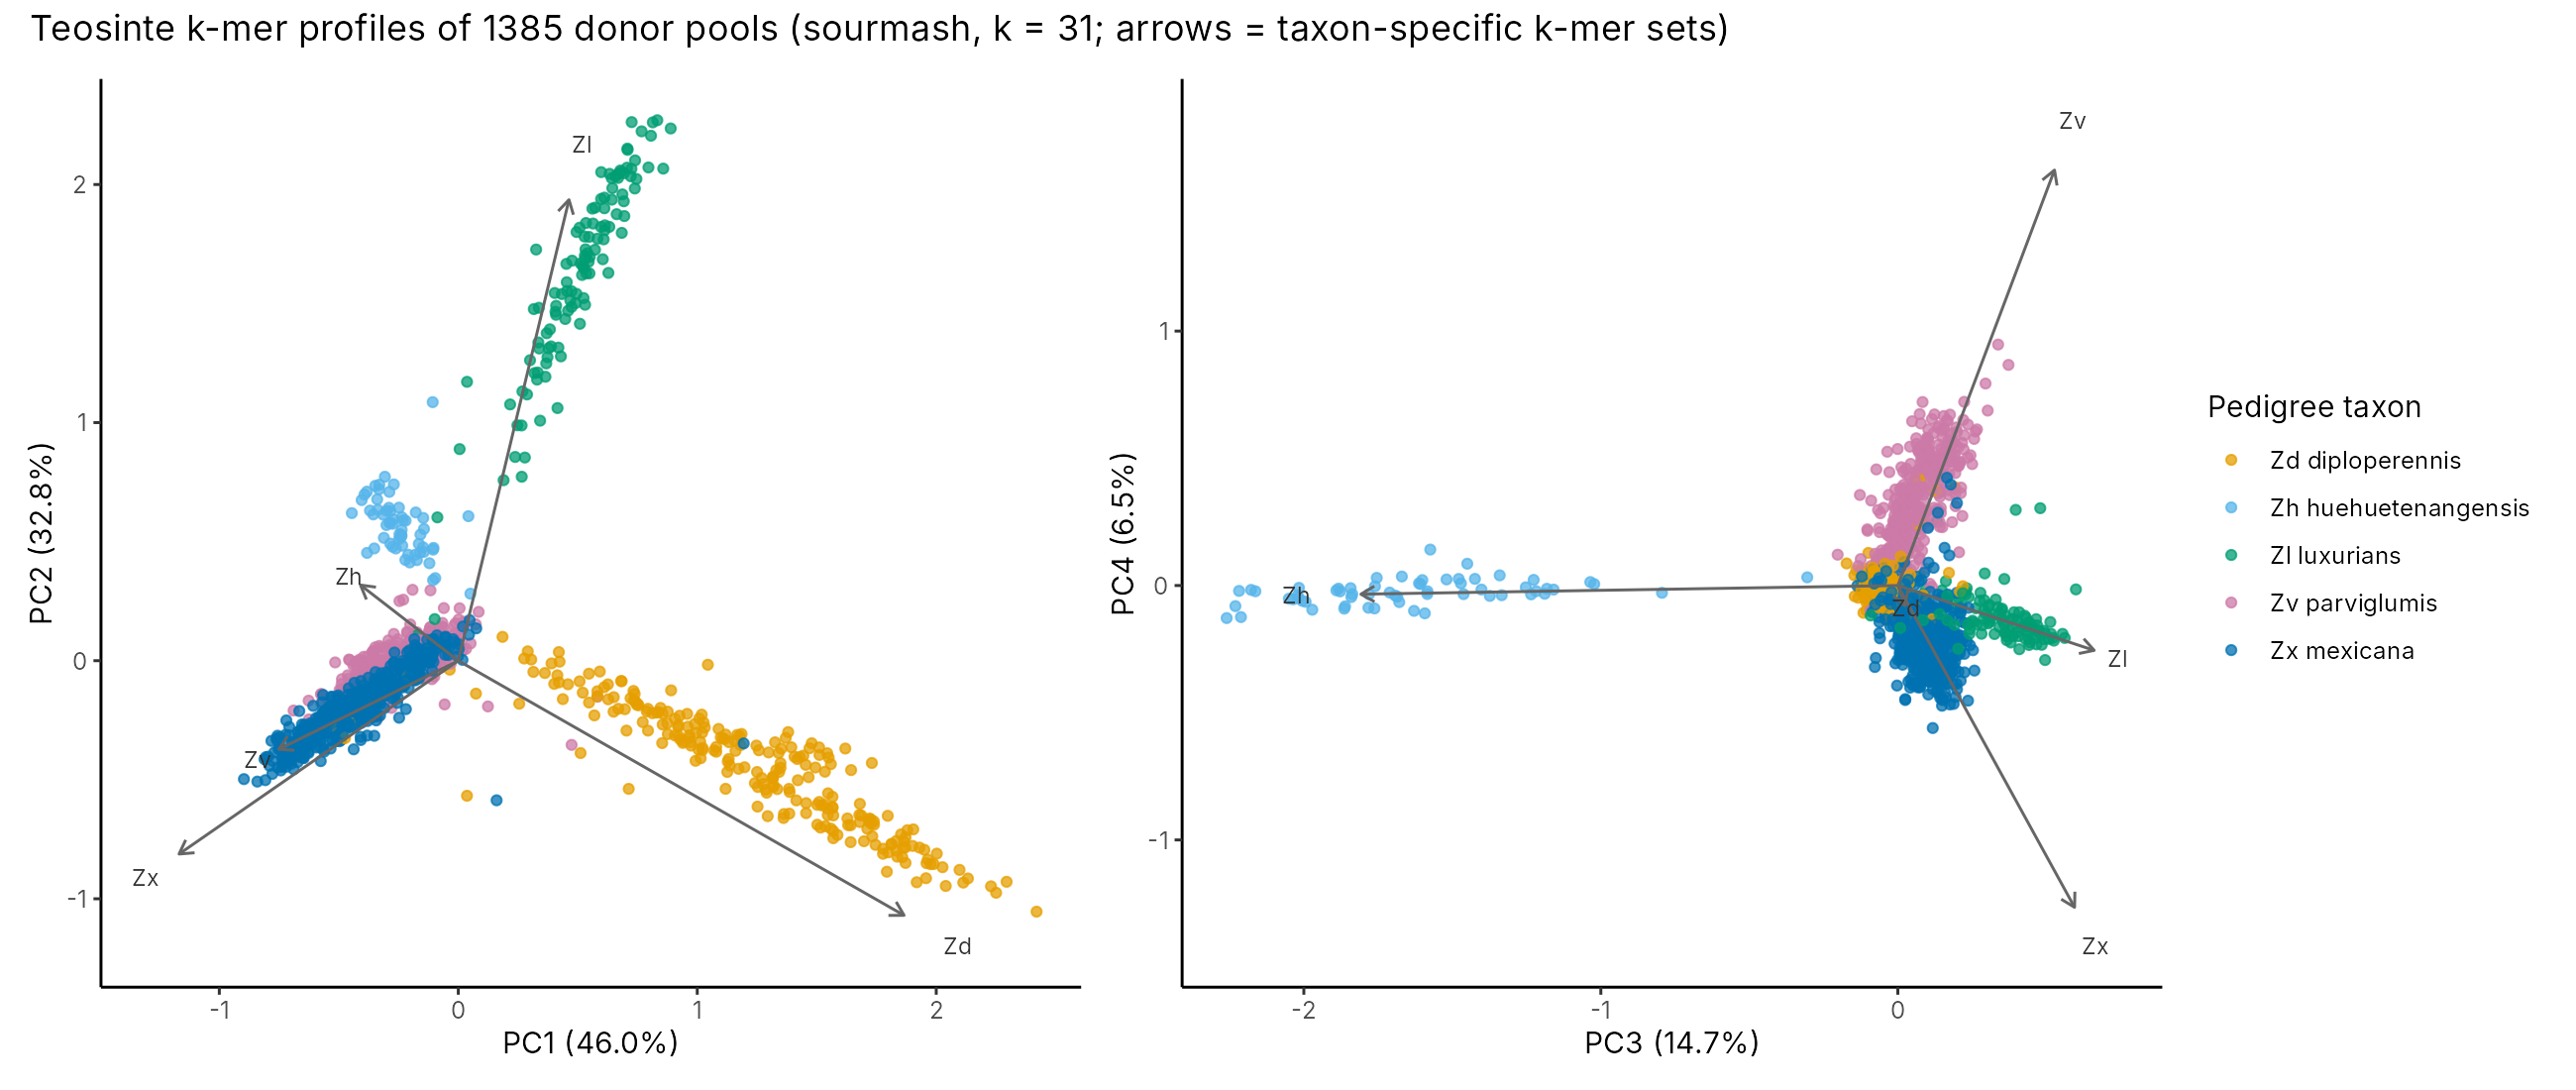 Teosinte k-mer profiles of 1385 donor pools (sourmash, k = 31; arrows = taxon-specific k-mer sets)
Zl
Zh
Zv
Zx
Zd
2
1
0
-1
-1
0
1
2
PC2 (32.8%)
PC1 (46.0%)
Zv
Zh
Zd
Zl
Zx
1
0
-1
-2
-1
0
PC4 (6.5%)
PC3 (14.7%)
Pedigree taxon
Zd diploperennis
Zh huehuetenangensis
Zl luxurians
Zv parviglumis
Zx mexicana